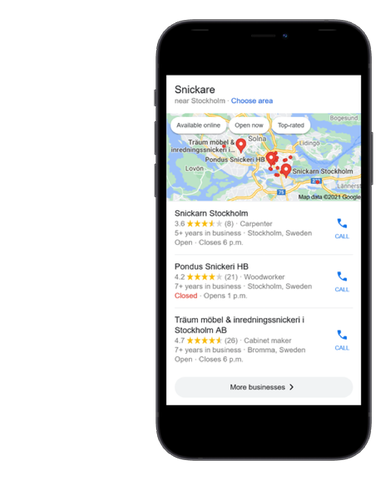 Snickare
near Stockholm · Choose area
Available online
Open now
Top-rated
Bogesund
Solna
Träum möbel &
inredningssnickeri i...
Lidingö
Pondus Snickeri HB
Lovön
Snickarn Stockholm
Map data ©2021 Google
Snickarn Stockholm
3.6 (8) · Carpenter
5+ years in business · Stockholm, Sweden
Open · Closes 6 p.m.
CALL
Pondus Snickeri HB
4.2 (21) · Woodworker
7+ years in business · Stockholm, Sweden
Closed · Opens 1 p.m.
CALL
Träum möbel & inredningssnickeri i
Stockholm AB
4.7 (26) · Cabinet maker
7+ years in business · Bromma, Sweden
Open · Closes 6 p.m.
CALL
More businesses